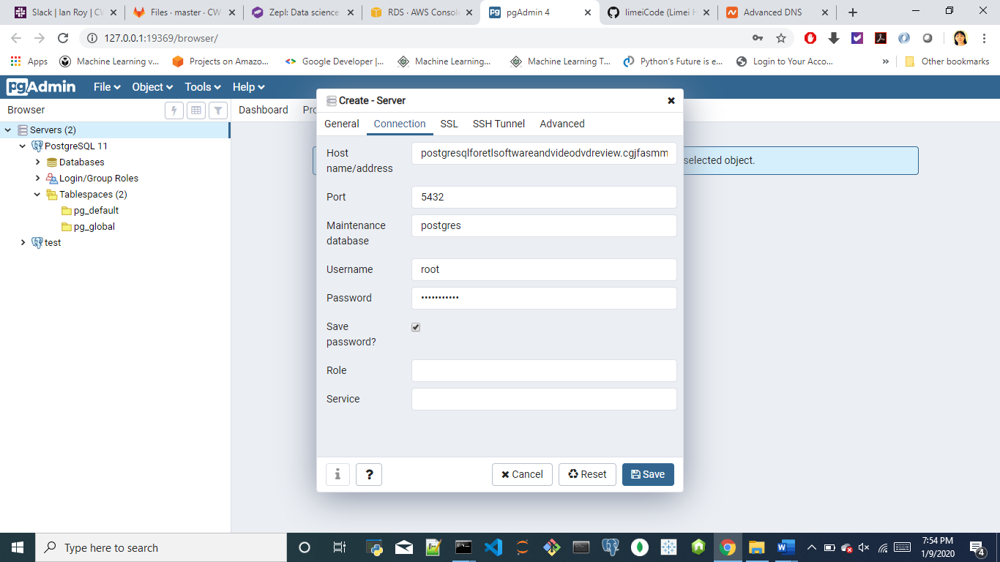 Slack | Ian Roy | CW
Files · master · CW
Zepl: Data science
RDS · AWS Consol
pgAdmin 4
limeiCode (Limei H
Advanced DNS
127.0.0.1:19369/browser/
Apps
Machine Learning v...
Projects on Amazo...
Google Developer |...
Machine Learning...
Machine Learning T...
Python's Future is e...
Login to Your Acco...
»
Other bookmarks
pgAdmin
File
Object
Tools
Help
Browser
Dashboard
Servers (2)
PostgreSQL 11
Databases
Login/Group Roles
Tablespaces (2)
pg_default
pg_global
test
selected object.
Create - Server
General
Connection
SSL
SSH Tunnel
Advanced
Host name/address
postgresqlforetlsoftwareandvideodvdreview.cgjfasmm
Port
5432
Maintenance database
postgres
Username
root
Password
•••••••••••
Save password?
Role
Service
i
?
Cancel
Reset
Save
Type here to search
7:54 PM
1/9/2020
4